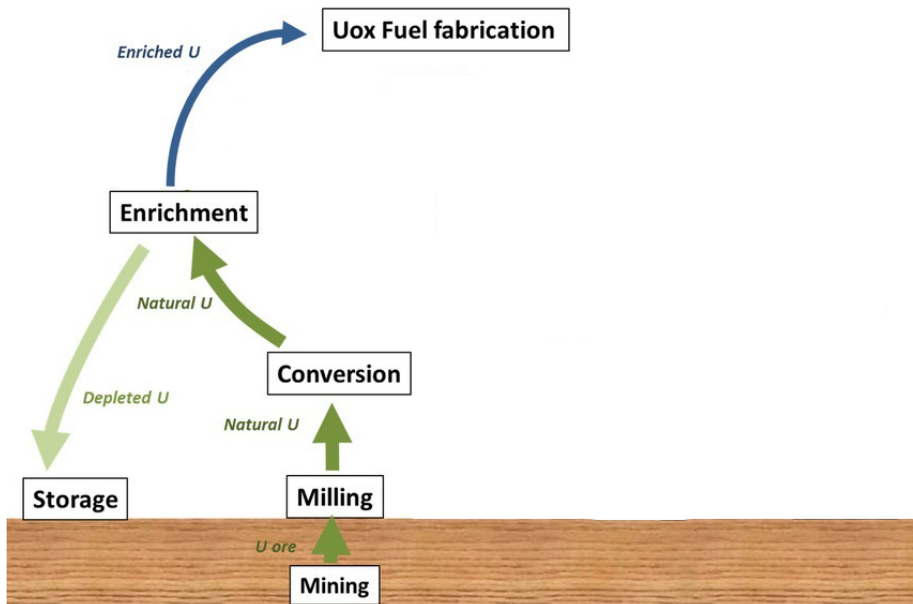 Uox Fuel fabrication
Enriched U
Enrichment
Natural U
Conversion
Depleted U
Natural U
Storage
Milling
U ore
Mining